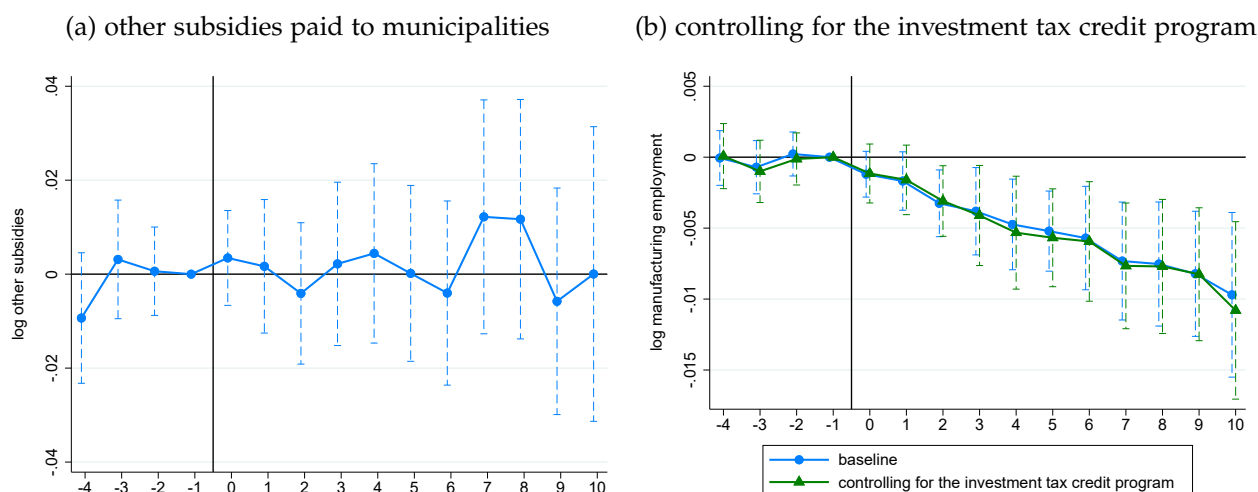 (a) other subsidies paid to municipalities
log other subsidies
.04
.02
0
-.02
-.04
-4 -3 -2 -1 0 1 2 3 4 5 6 7 8 9 10
(b) controlling for the investment tax credit program
log manufacturing employment
.005
0
-.005
-.01
-.015
-4 -3 -2 -1 0 1 2 3 4 5 6 7 8 9 10
baseline
controlling for the investment tax credit program